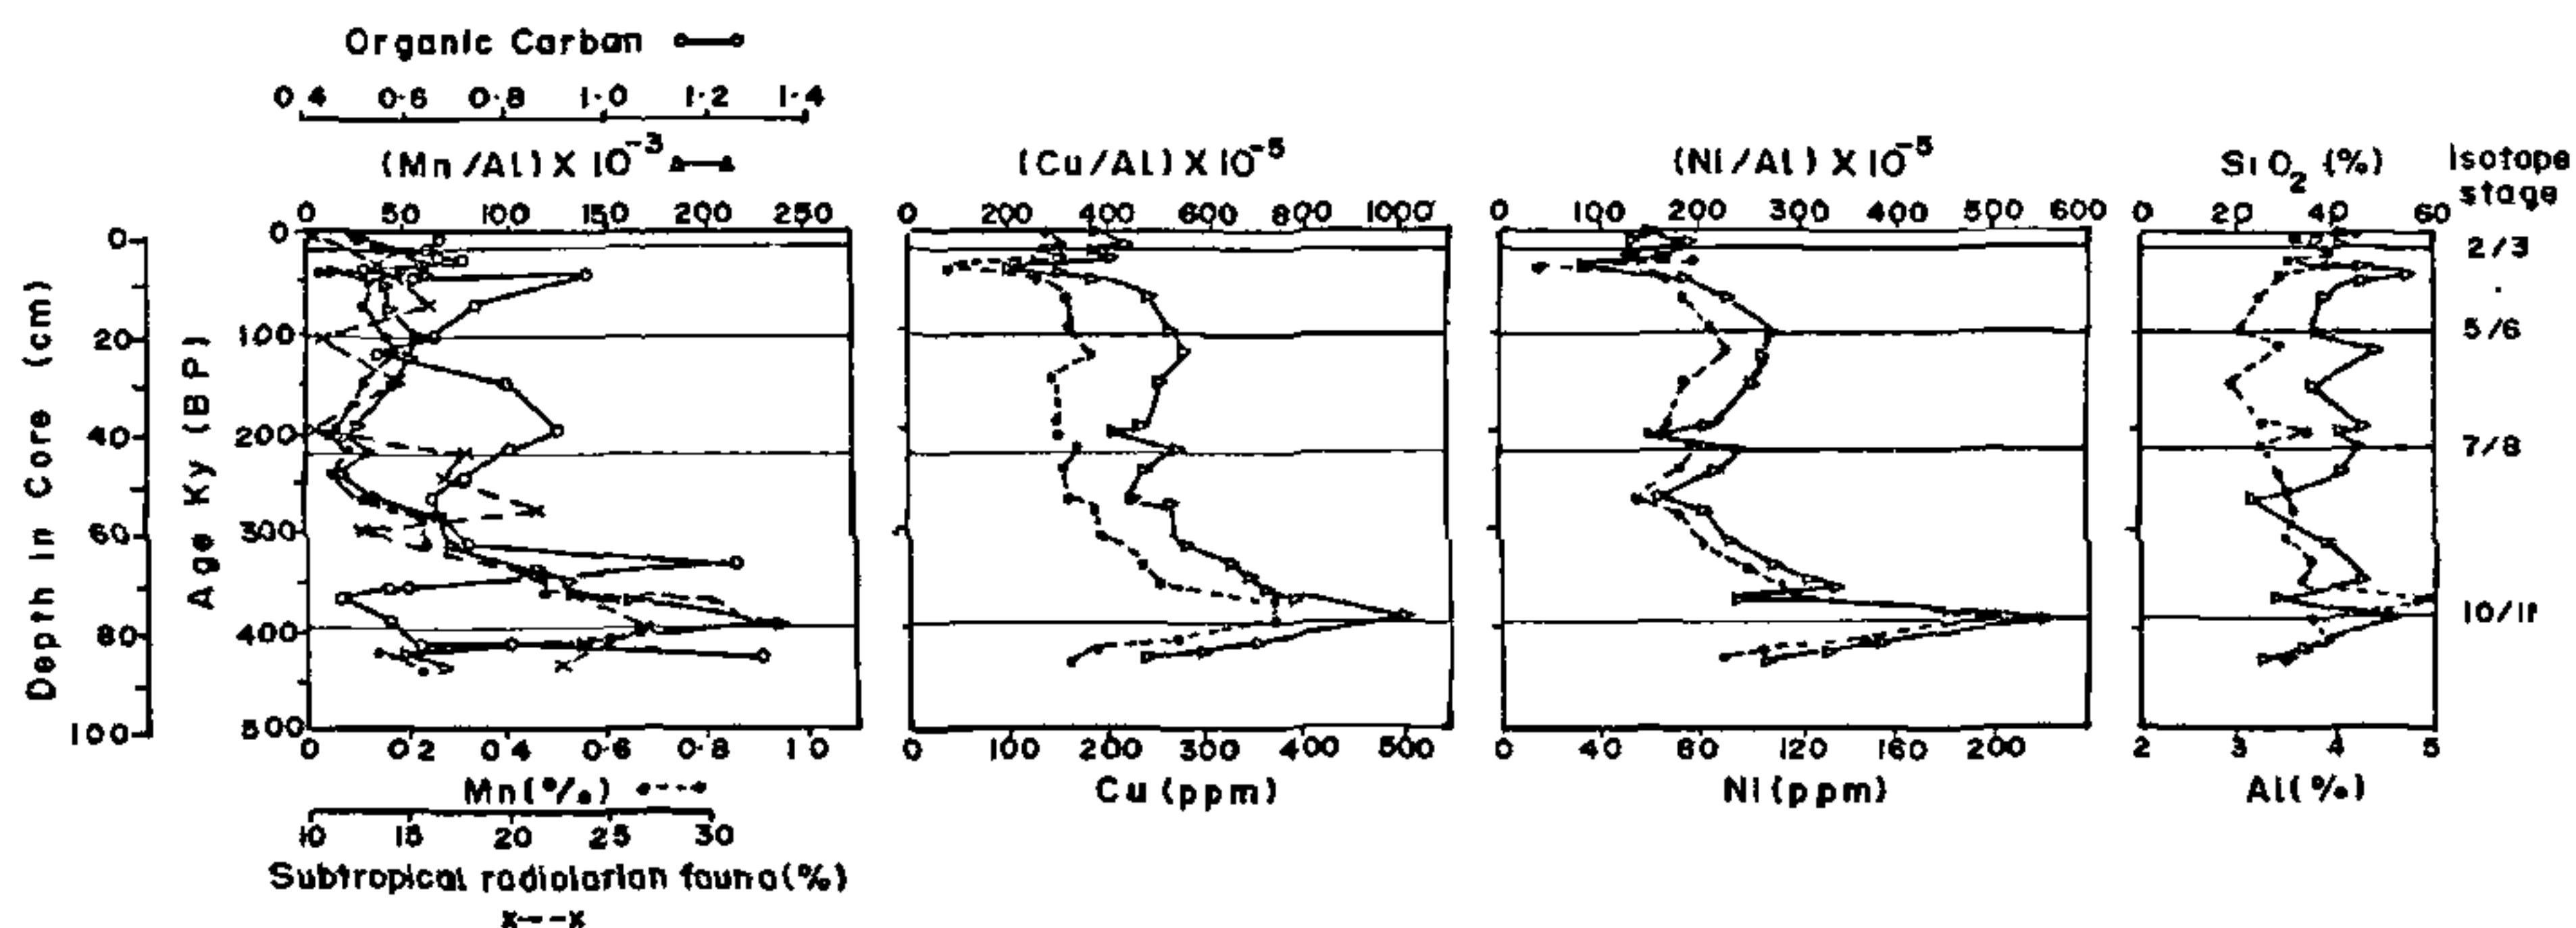 Organic Carban
0.4 0.6 0.8 1.0 1.2 1.4
(Mn/Al) X 10-3
0 50 100 150 200 250
(Cu/Al) X 10-5
0 200 400 600 800 1000
(Ni/Al) X 10-5
0 100 200 300 400 500 600
SiO2 (%)
0 20 40 60
Isotope
stage
2/3
5/6
7/8
10/11
Depth in Core (cm)
0
20
40
60
80
100
Age Ky (BP)
0
100
200
300
400
500
0 0.2 0.4 0.6 0.8 1.0
Mn(%)
10 15 20 25 30
Subtropical radiolarian fauna(%)
x--x
0 100 200 300 400 500
Cu (ppm)
0 40 80 120 160 200
Ni(ppm)
2 3 4 5
Al(%)